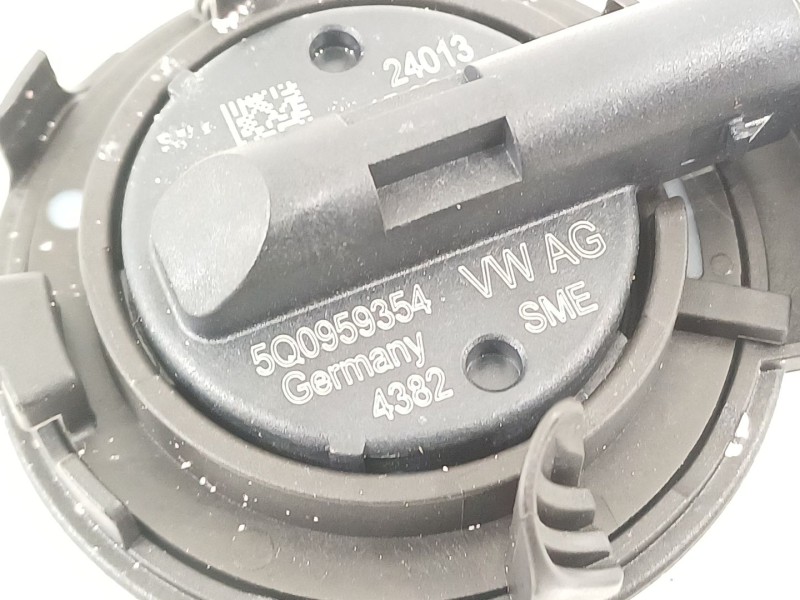 24013
VW AG
5Q0959354
SME
Germany
4382